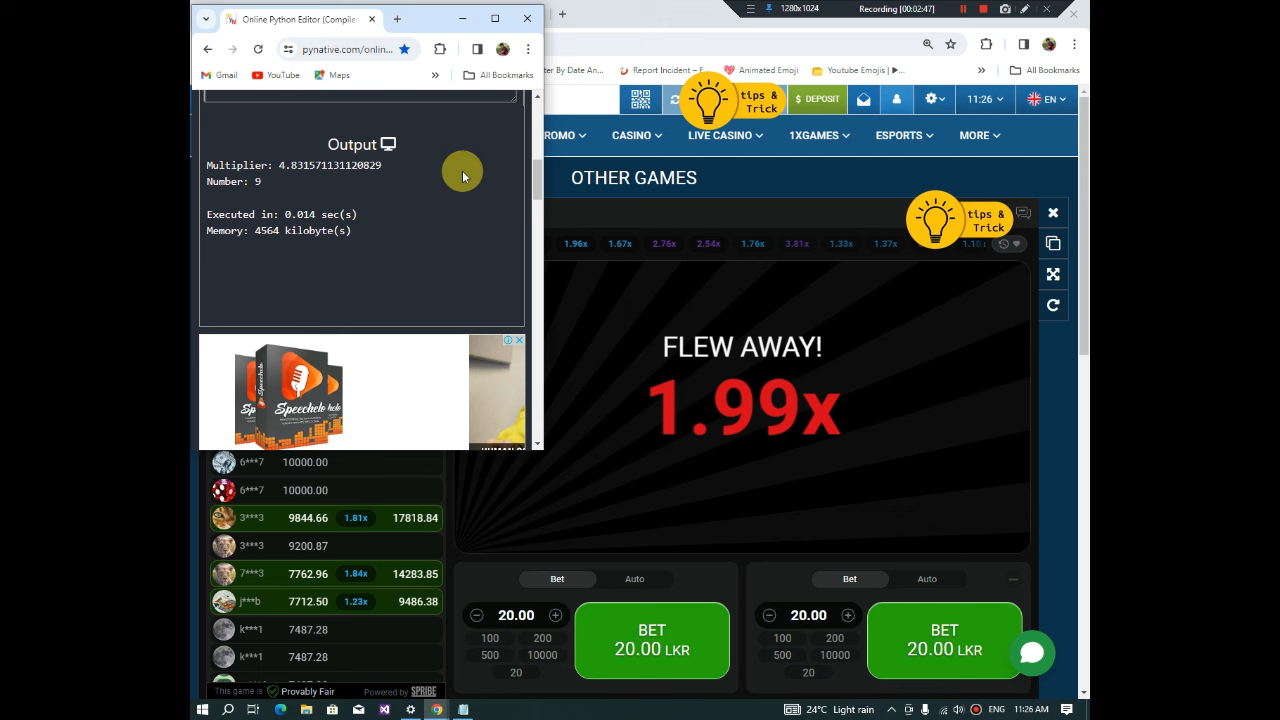 Online Python Editor (Compiler
1280x1024
Recording [00:02:47]
pynative.com/onlin...
Gmail
YouTube
Maps
»
All Bookmarks
ter By Date An...
Report Incident – F...
Animated Emoji
Youtube Emojis | ►...
»
All Bookmarks
tips &
Trick
$ DEPOSIT
11:26
EN
ROMO
CASINO
LIVE CASINO
1XGAMES
ESPORTS
MORE
Output
Multiplier: 4.831571131120829
Number: 9
Executed in: 0.014 sec(s)
Memory: 4564 kilobyte(s)
OTHER GAMES
tips &
Trick
1.96x
1.67x
2.76x
2.54x
1.76x
3.81x
1.33x
1.37x
1.10x
FLEW AWAY!
1.99x
Speechelo
6***7 10000.00
6***7 10000.00
3***3 9844.66 1.81x 17818.84
3***3 9200.87
7***3 7762.96 1.84x 14283.85
j***b 7712.50 1.23x 9486.38
k***1 7487.28
k***1 7487.28
This game is Provably Fair
Powered by SPRIBE
Bet
Auto
20.00
100
200
500
10000
20
BET
20.00 LKR
Bet
Auto
20.00
100
200
500
10000
20
BET
20.00 LKR
24°C Light rain
ENG
11:26 AM